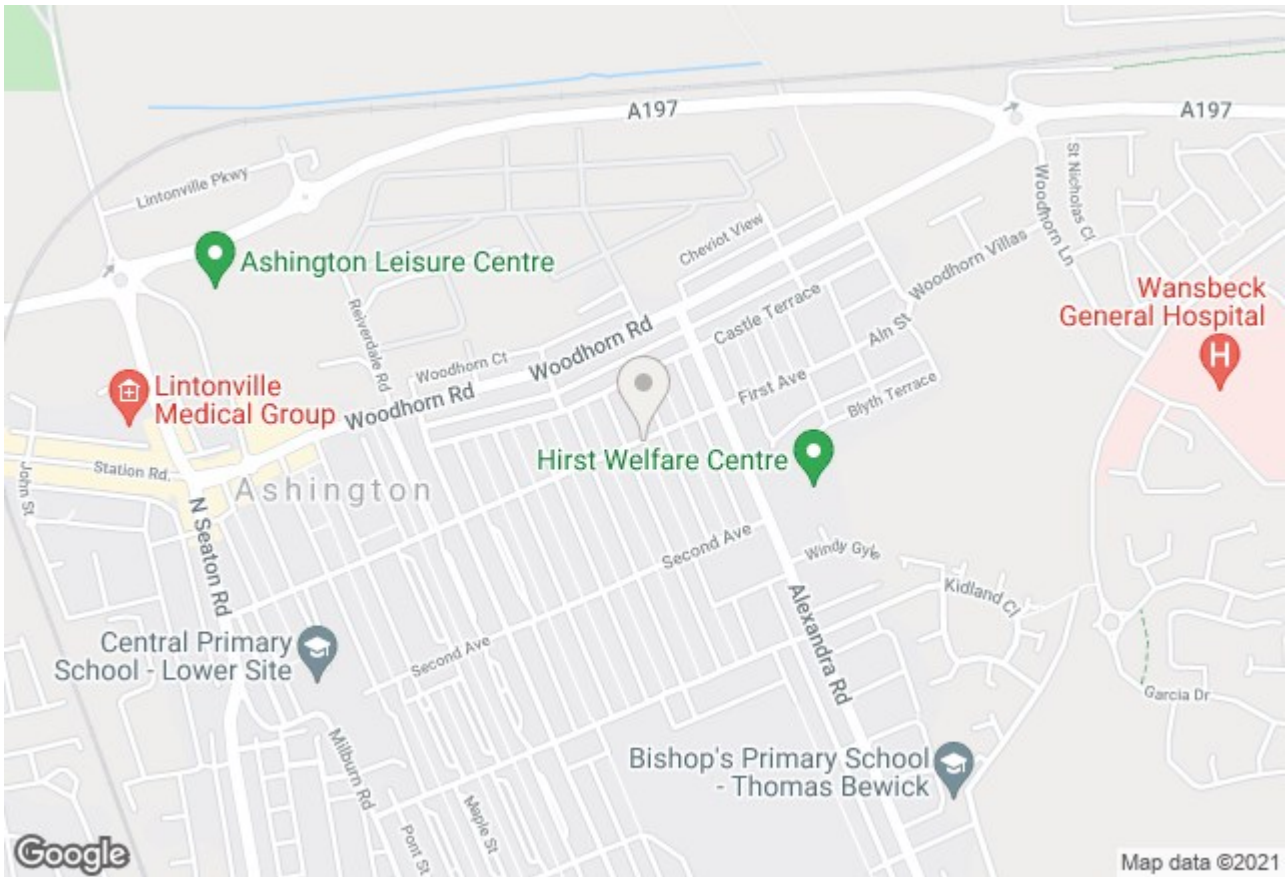 A197
A197
Lintonville Pkwy
St Nicholas Cl
Woodhorn Ln
Cheviot View
Woodhorn Villas
Ashington Leisure Centre
Wansbeck
General Hospital
H
Reiverdale Rd
Castle Terrace
Aln St
Woodhorn Rd
Woodhorn Ct
First Ave
Blyth Terrace
Lintonville
Medical Group
Woodhorn Rd
Hirst Welfare Centre
Station Rd.
John St
Ashington
N Seaton Rd
Second Ave
Windy Gyle
Kidland Cl
Alexandra Rd
Central Primary
School - Lower Site
Second Ave
Garcia Dr
Milburn Rd
Bishop's Primary School
- Thomas Bewick
Maple St
Pont St
Google
Map data ©2021